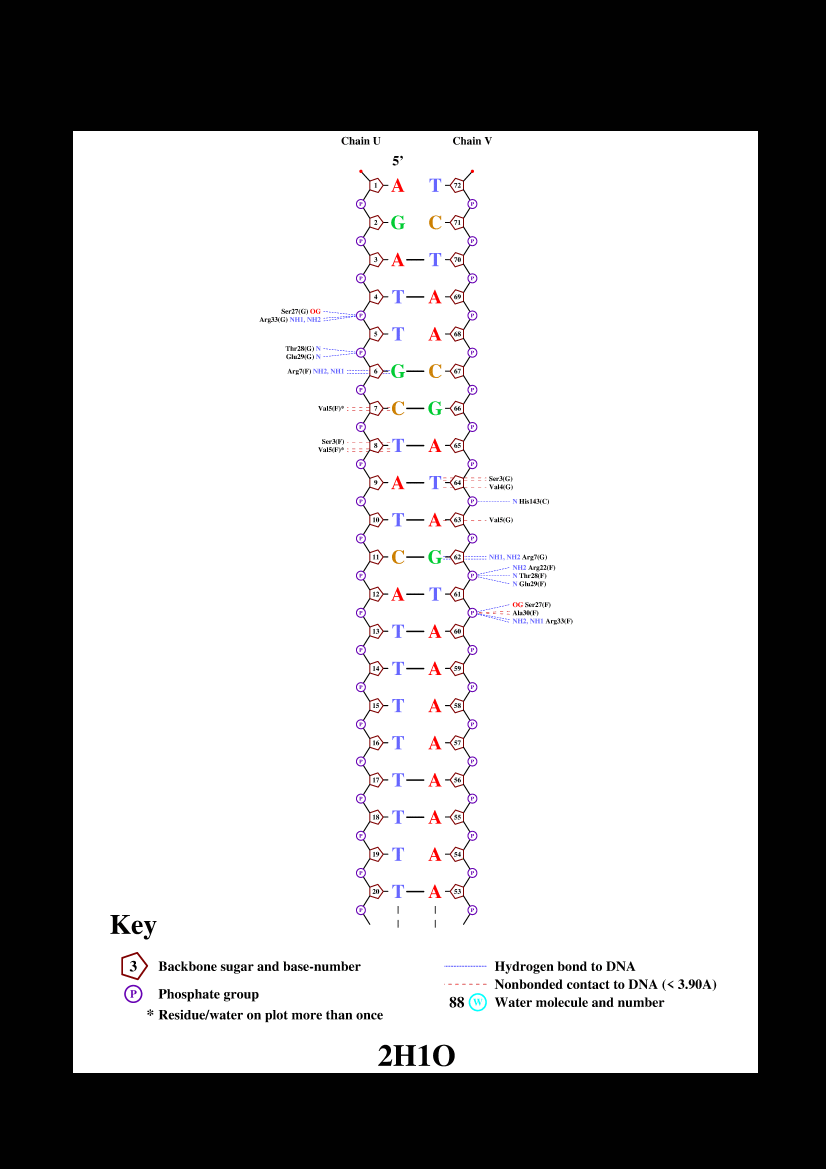 Chain U Chain V
5’
1 A T 72
P P
2 G C 71
P P
3 A T 70
P P
4 T A 69
Ser27(G) OG
P P
Arg33(G) NH1, NH2
5 T A 68
Thr28(G) N
P P
Glu29(G) N
Arg7(F) NH2, NH1 6 G C 67
P P
Val5(F)* 7 C G 66
P P
Ser3(F)
8 T A 65
Val5(F)*
P P
Ser3(G)
9 A T 64
Val4(G)
P P N His143(C)
10 T A 63 Val5(G)
P P
11 C G 62 NH1, NH2 Arg7(G)
NH2 Arg22(F)
P P N Thr28(F)
N Glu29(F)
12 A T 61
OG Ser27(F)
P P Ala30(F)
NH2, NH1 Arg33(F)
13 T A 60
P P
14 T A 59
P P
15 T A 58
P P
16 T A 57
P P
17 T A 56
P P
18 T A 55
P P
19 T A 54
P P
20 T A 53
P P
Key
3 Backbone sugar and base-number
P Phosphate group
* Residue/water on plot more than once
Hydrogen bond to DNA
Nonbonded contact to DNA (< 3.90A)
88 W Water molecule and number
2H1O